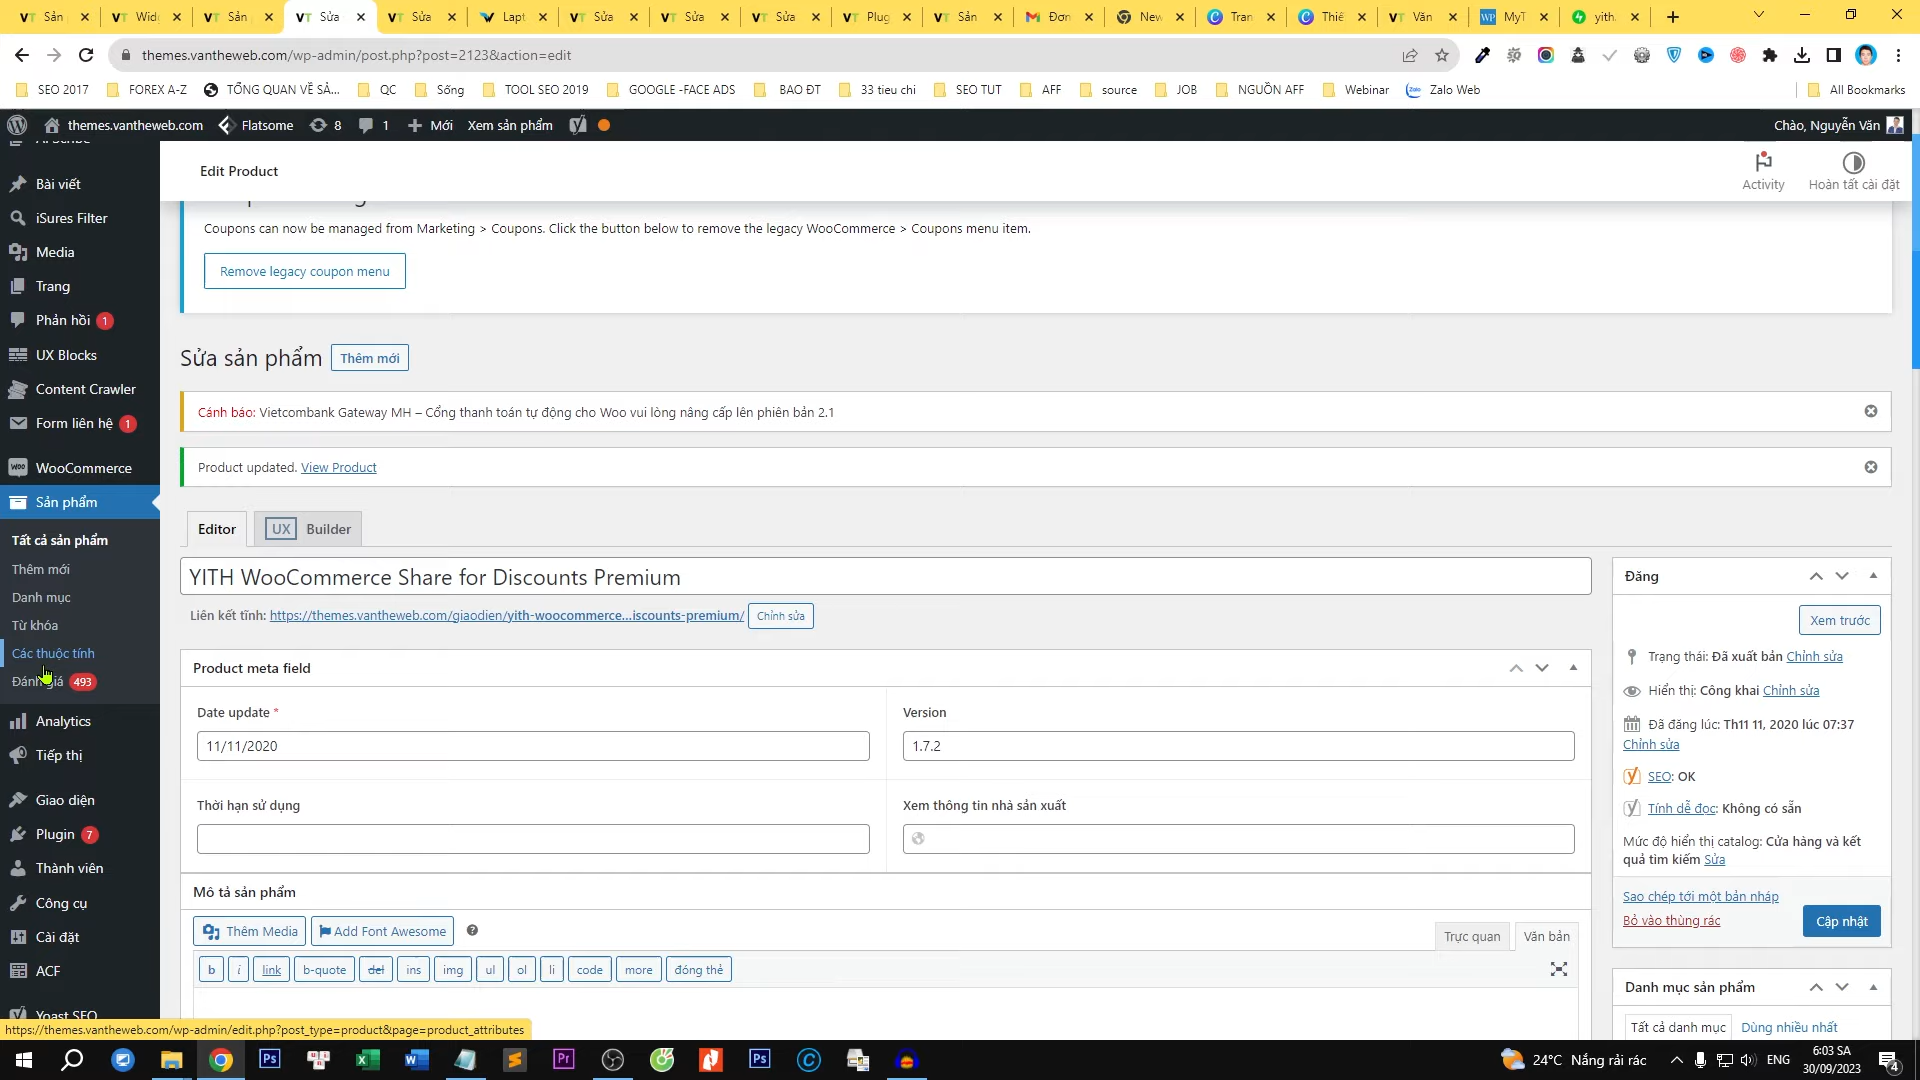 Sản
Widg
Sản
Sửa
Sửa
Lapt
Sửa
Sửa
Sửa
Plug
Sản
Đơn
New
Tran
Thiế
Văn
MyT
yith
themes.vantheweb.com/wp-admin/post.php?post=2123&action=edit
SEO 2017
FOREX A-Z
TỔNG QUAN VỀ SẢ...
QC
Sống
TOOL SEO 2019
GOOGLE -FACE ADS
BAO ĐT
33 tieu chi
SEO TUT
AFF
source
JOB
NGUỒN AFF
Webinar
Zalo Web
All Bookmarks
themes.vantheweb.com
Flatsome
8
1
Mới
Xem sản phẩm
Chào, Nguyễn Văn
Edit Product
Activity
Hoàn tất cài đặt
Bài viết
iSures Filter
Media
Trang
Phản hồi 1
UX Blocks
Content Crawler
Form liên hệ 1
WooCommerce
Sản phẩm
Tất cả sản phẩm
Thêm mới
Danh mục
Từ khóa
Các thuộc tính
Đánh giá 493
Analytics
Tiếp thị
Giao diện
Plugin 7
Thành viên
Công cụ
Cài đặt
ACF
Yoast SEO
Coupons can now be managed from Marketing > Coupons. Click the button below to remove the legacy WooCommerce > Coupons menu item.
Remove legacy coupon menu
Sửa sản phẩm
Thêm mới
Cảnh báo: Vietcombank Gateway MH – Cổng thanh toán tự động cho Woo vui lòng nâng cấp lên phiên bản 2.1
Product updated. View Product
Editor
UX Builder
YITH WooCommerce Share for Discounts Premium
Liên kết tĩnh: https://themes.vantheweb.com/giaodien/yith-woocommerce...iscounts-premium/ Chỉnh sửa
Product meta field
Date update *
11/11/2020
Version
1.7.2
Thời hạn sử dụng
Xem thông tin nhà sản xuất
Mô tả sản phẩm
Thêm Media
Add Font Awesome
Trực quan
Văn bản
b
i
link
b-quote
del
ins
img
ul
ol
li
code
more
đóng thẻ
Đăng
Xem trước
Trạng thái: Đã xuất bản Chỉnh sửa
Hiển thị: Công khai Chỉnh sửa
Đã đăng lúc: Th11 11, 2020 lúc 07:37
Chỉnh sửa
SEO: OK
Tính dễ đọc: Không có sẵn
Mức độ hiển thị catalog: Cửa hàng và kết
quả tìm kiếm Sửa
Sao chép tới một bản nháp
Bỏ vào thùng rác
Cập nhật
Danh mục sản phẩm
Tất cả danh mục
Dùng nhiều nhất
https://themes.vantheweb.com/wp-admin/edit.php?post_type=product&page=product_attributes
24°C Nắng rải rác
ENG
6:03 SA
30/09/2023
4